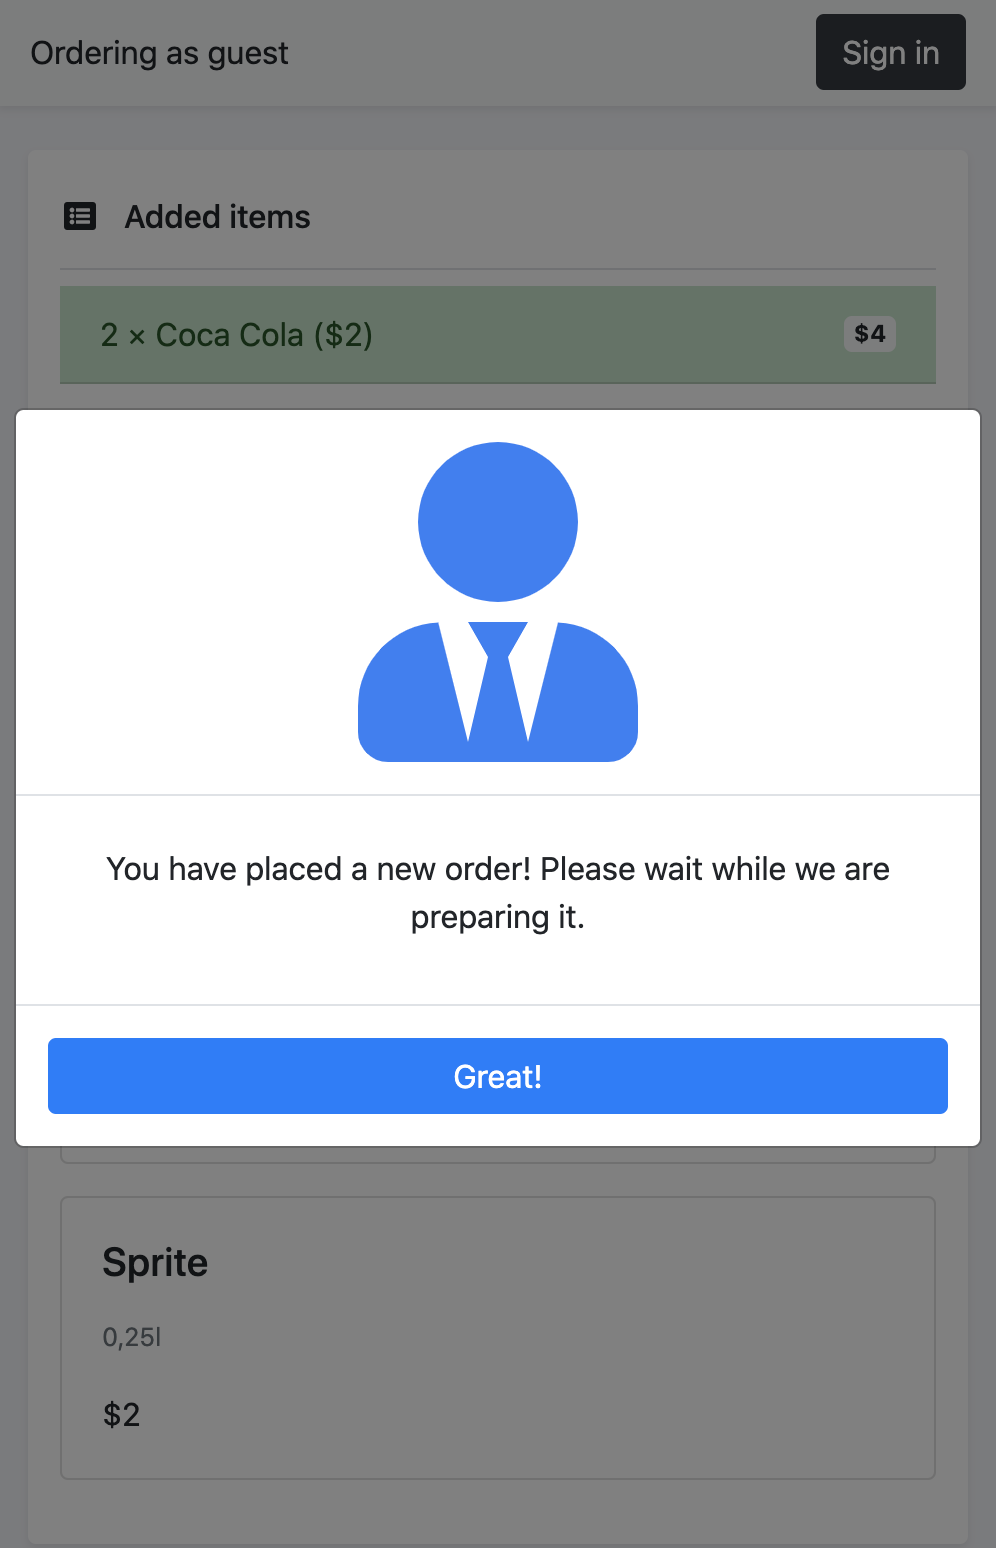 Ordering as guest
Sign in
Added items
2 × Coca Cola ($2)
$4
You have placed a new order! Please wait while we are
preparing it.
Great!
Sprite
0,25l
$2